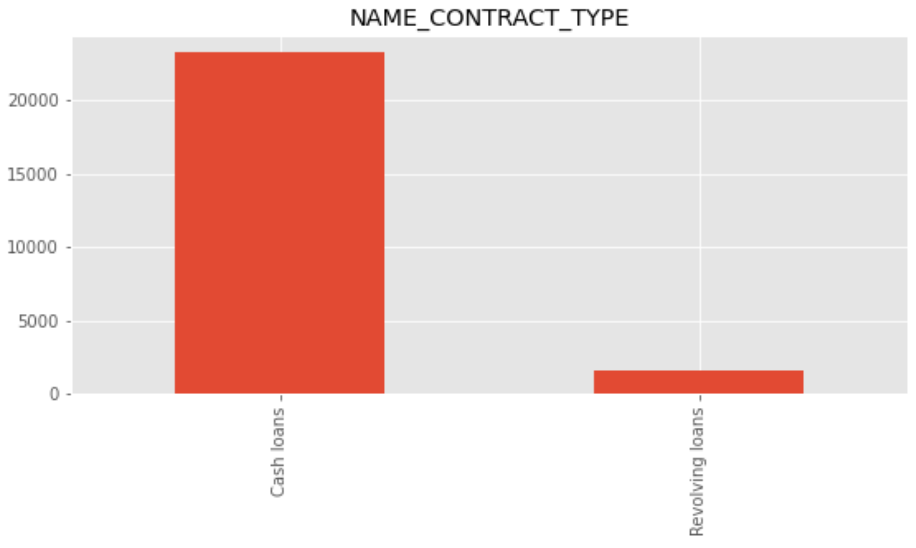 NAME_CONTRACT_TYPE
20000
15000
10000
5000
0
Cash loans
Revolving loans